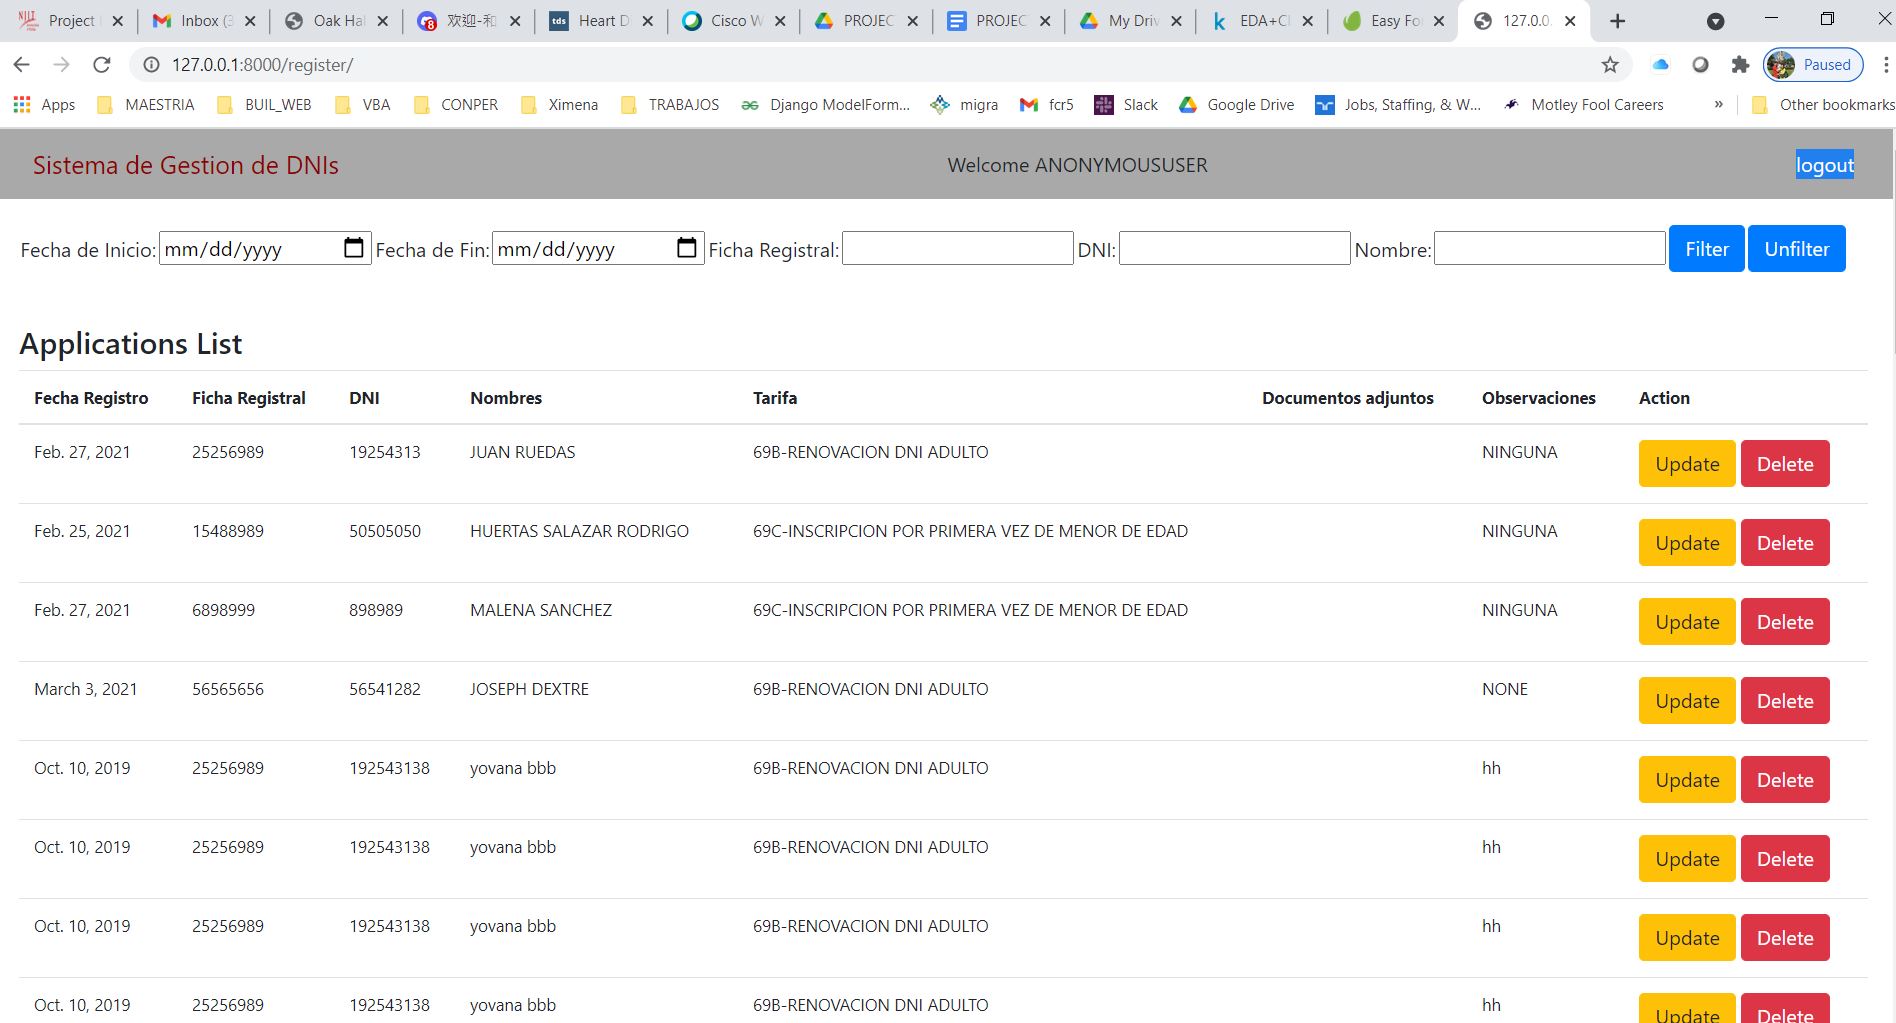 Project Inbox (3 Oak Hal 欢迎-和 Heart D Cisco W PROJEC PROJEC My Driv EDA+Cl Easy Fo 127.0.0.
127.0.0.1:8000/register/ Paused
Apps MAESTRIA BUIL_WEB VBA CONPER Ximena TRABAJOS Django ModelForm... migra fcr5 Slack Google Drive Jobs, Staffing, & W... Motley Fool Careers » Other bookmarks
Sistema de Gestion de DNIs Welcome ANONYMOUSUSER logout
Fecha de Inicio: mm/dd/yyyy Fecha de Fin: mm/dd/yyyy Ficha Registral: DNI: Nombre: Filter Unfilter
Applications List
Fecha Registro Ficha Registral DNI Nombres Tarifa Documentos adjuntos Observaciones Action
Feb. 27, 2021 25256989 19254313 JUAN RUEDAS 69B-RENOVACION DNI ADULTO NINGUNA Update Delete
Feb. 25, 2021 15488989 50505050 HUERTAS SALAZAR RODRIGO 69C-INSCRIPCION POR PRIMERA VEZ DE MENOR DE EDAD NINGUNA Update Delete
Feb. 27, 2021 6898999 898989 MALENA SANCHEZ 69C-INSCRIPCION POR PRIMERA VEZ DE MENOR DE EDAD NINGUNA Update Delete
March 3, 2021 56565656 56541282 JOSEPH DEXTRE 69B-RENOVACION DNI ADULTO NONE Update Delete
Oct. 10, 2019 25256989 192543138 yovana bbb 69B-RENOVACION DNI ADULTO hh Update Delete
Oct. 10, 2019 25256989 192543138 yovana bbb 69B-RENOVACION DNI ADULTO hh Update Delete
Oct. 10, 2019 25256989 192543138 yovana bbb 69B-RENOVACION DNI ADULTO hh Update Delete
Oct. 10, 2019 25256989 192543138 yovana bbb 69B-RENOVACION DNI ADULTO hh Update Delete